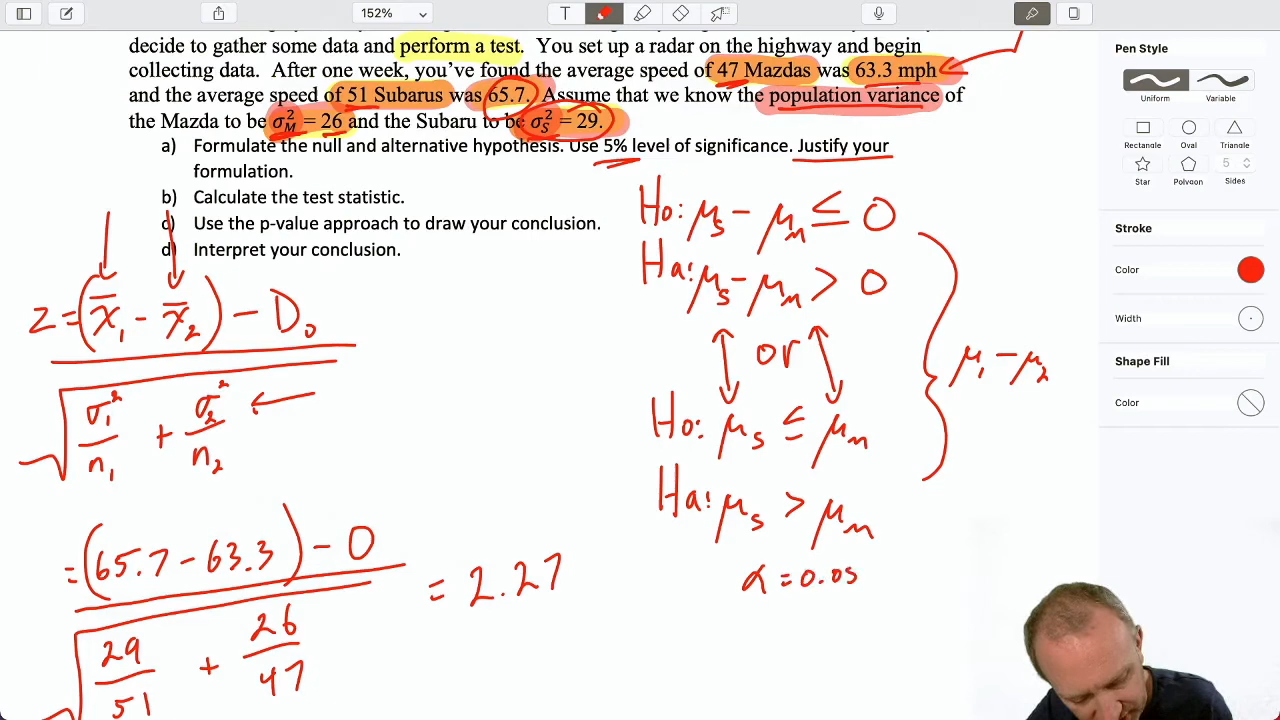 152%
T
decide to gather some data and perform a test. You set up a radar on the highway and begin
collecting data. After one week, you've found the average speed of 47 Mazdas was 63.3 mph
and the average speed of 51 Subarus was 65.7. Assume that we know the population variance of
the Mazda to be σ²M = 26 and the Subaru to be σ²S = 29.
a) Formulate the null and alternative hypothesis. Use 5% level of significance. Justify your
formulation.
b) Calculate the test statistic.
c) Use the p-value approach to draw your conclusion.
d) Interpret your conclusion.
Ho: μs - μm ≤ 0
Ha: μs - μm > 0
or
Ho: μs ≤ μm
Ha: μs > μm
α = 0.05
μ₁ - μ₂
z = (x̄₁ - x̄₂) - D₀
√ σ₁²/n₁ + σ₂²/n₂
= (65.7 - 63.3) - 0
√ 29/51 + 26/47
= 2.27
Pen Style
Uniform
Variable
Rectangle
Oval
Triangle
Star
Polygon
5
Sides
Stroke
Color
Width
Shape Fill
Color